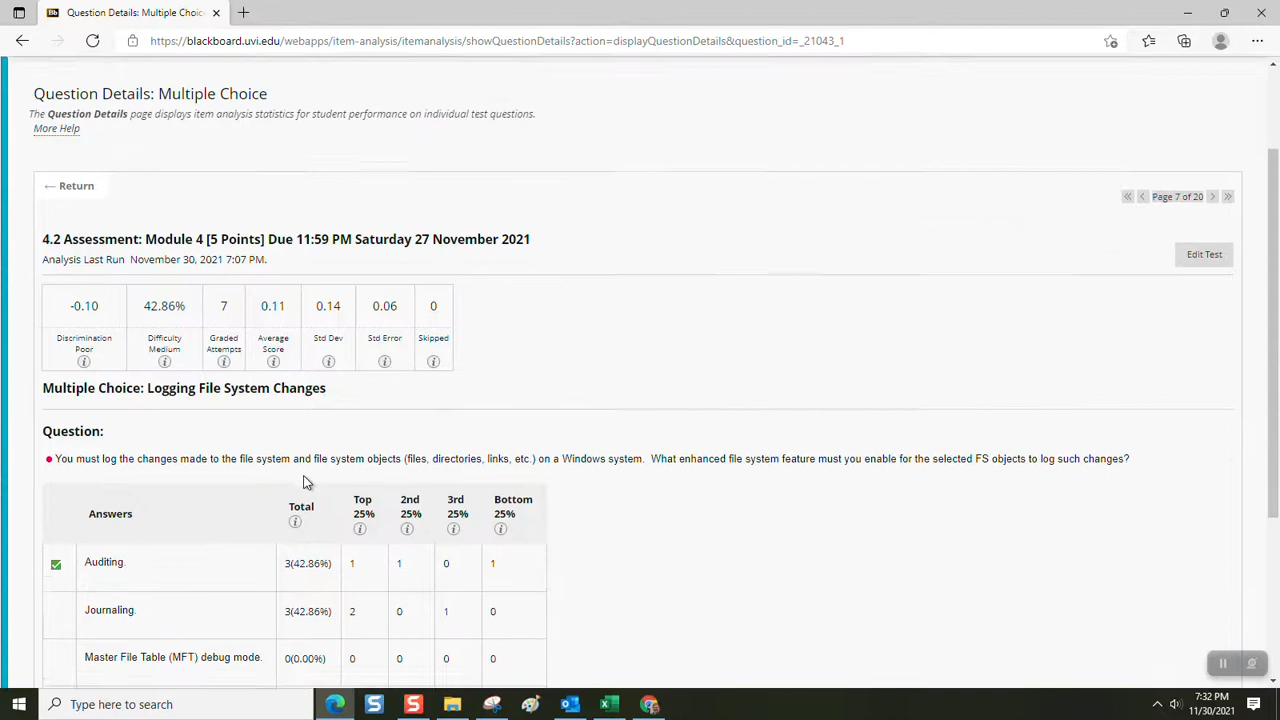 Question Details: Multiple Choic
https://blackboard.uvi.edu/webapps/item-analysis/itemanalysis/showQuestionDetails?action=displayQuestionDetails&question_id=_21043_1
Question Details: Multiple Choice
The Question Details page displays item analysis statistics for student performance on individual test questions.
More Help
← Return
Page 7 of 20
4.2 Assessment: Module 4 [5 Points] Due 11:59 PM Saturday 27 November 2021
Analysis Last Run November 30, 2021 7:07 PM.
Edit Test
-0.10 42.86% 7 0.11 0.14 0.06 0
Discrimination Difficulty Graded Average Std Dev Std Error Skipped
Poor Medium Attempts Score
Multiple Choice: Logging File System Changes
Question:
You must log the changes made to the file system and file system objects (files, directories, links, etc.) on a Windows system. What enhanced file system feature must you enable for the selected FS objects to log such changes?
Answers Total Top 25% 2nd 25% 3rd 25% Bottom 25%
Auditing. 3(42.86%) 1 1 0 1
Journaling. 3(42.86%) 2 0 1 0
Master File Table (MFT) debug mode. 0(0.00%) 0 0 0 0
Type here to search
7:32 PM
11/30/2021